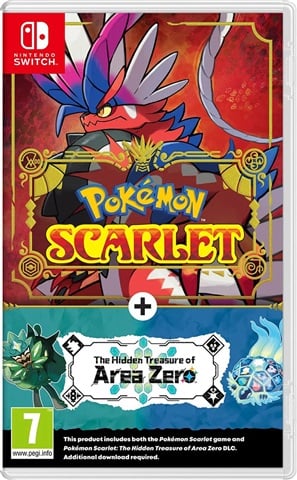 NINTENDO
SWITCH
POKéMON
SCARLET
+
The Hidden Treasure of
Area Zero
7
www.pegi.info
This product includes both the Pokémon Scarlet game and
Pokémon Scarlet: The Hidden Treasure of Area Zero DLC.
Additional download required.